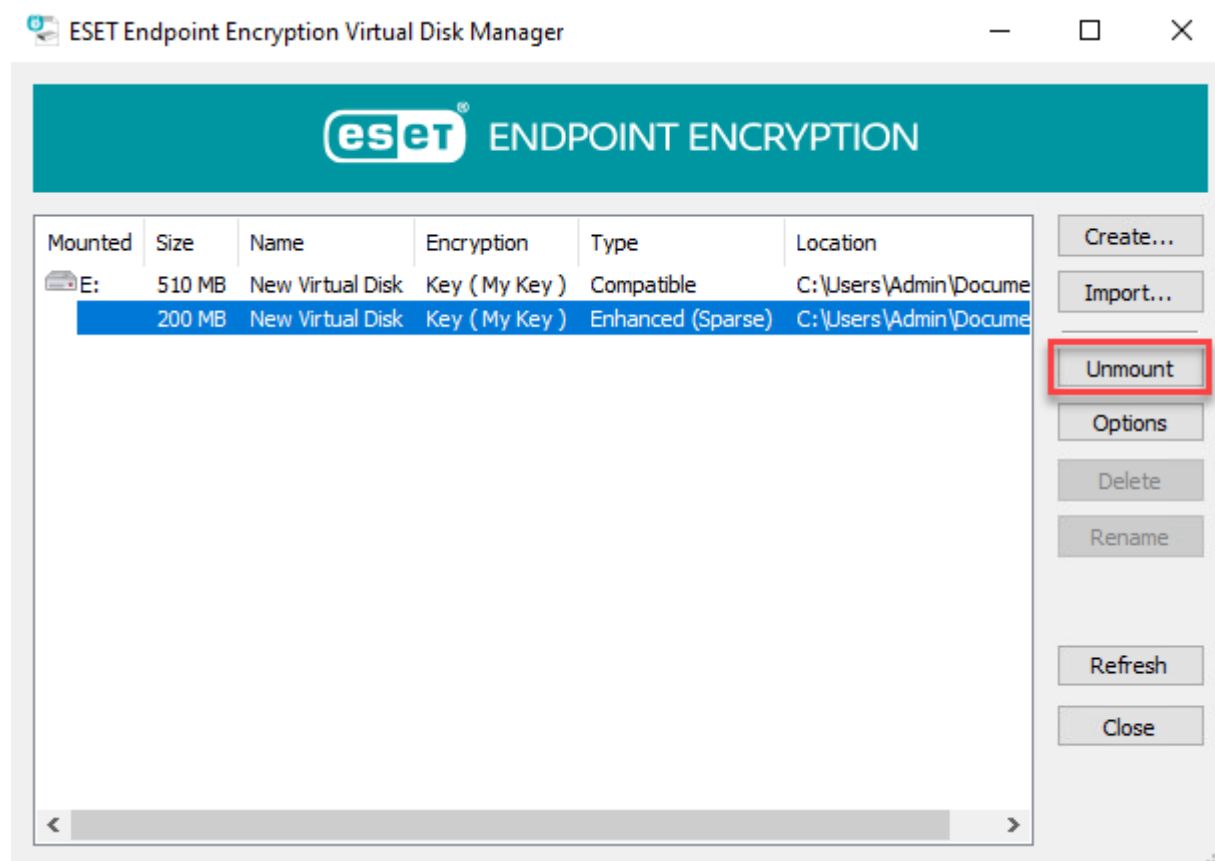 ESET Endpoint Encryption Virtual Disk Manager
eset® ENDPOINT ENCRYPTION
Mounted Size Name Encryption Type Location
E: 510 MB New Virtual Disk Key ( My Key ) Compatible C:\Users\Admin\Docume
200 MB New Virtual Disk Key ( My Key ) Enhanced (Sparse) C:\Users\Admin\Docume
Create...
Import...
Unmount
Options
Delete
Rename
Refresh
Close